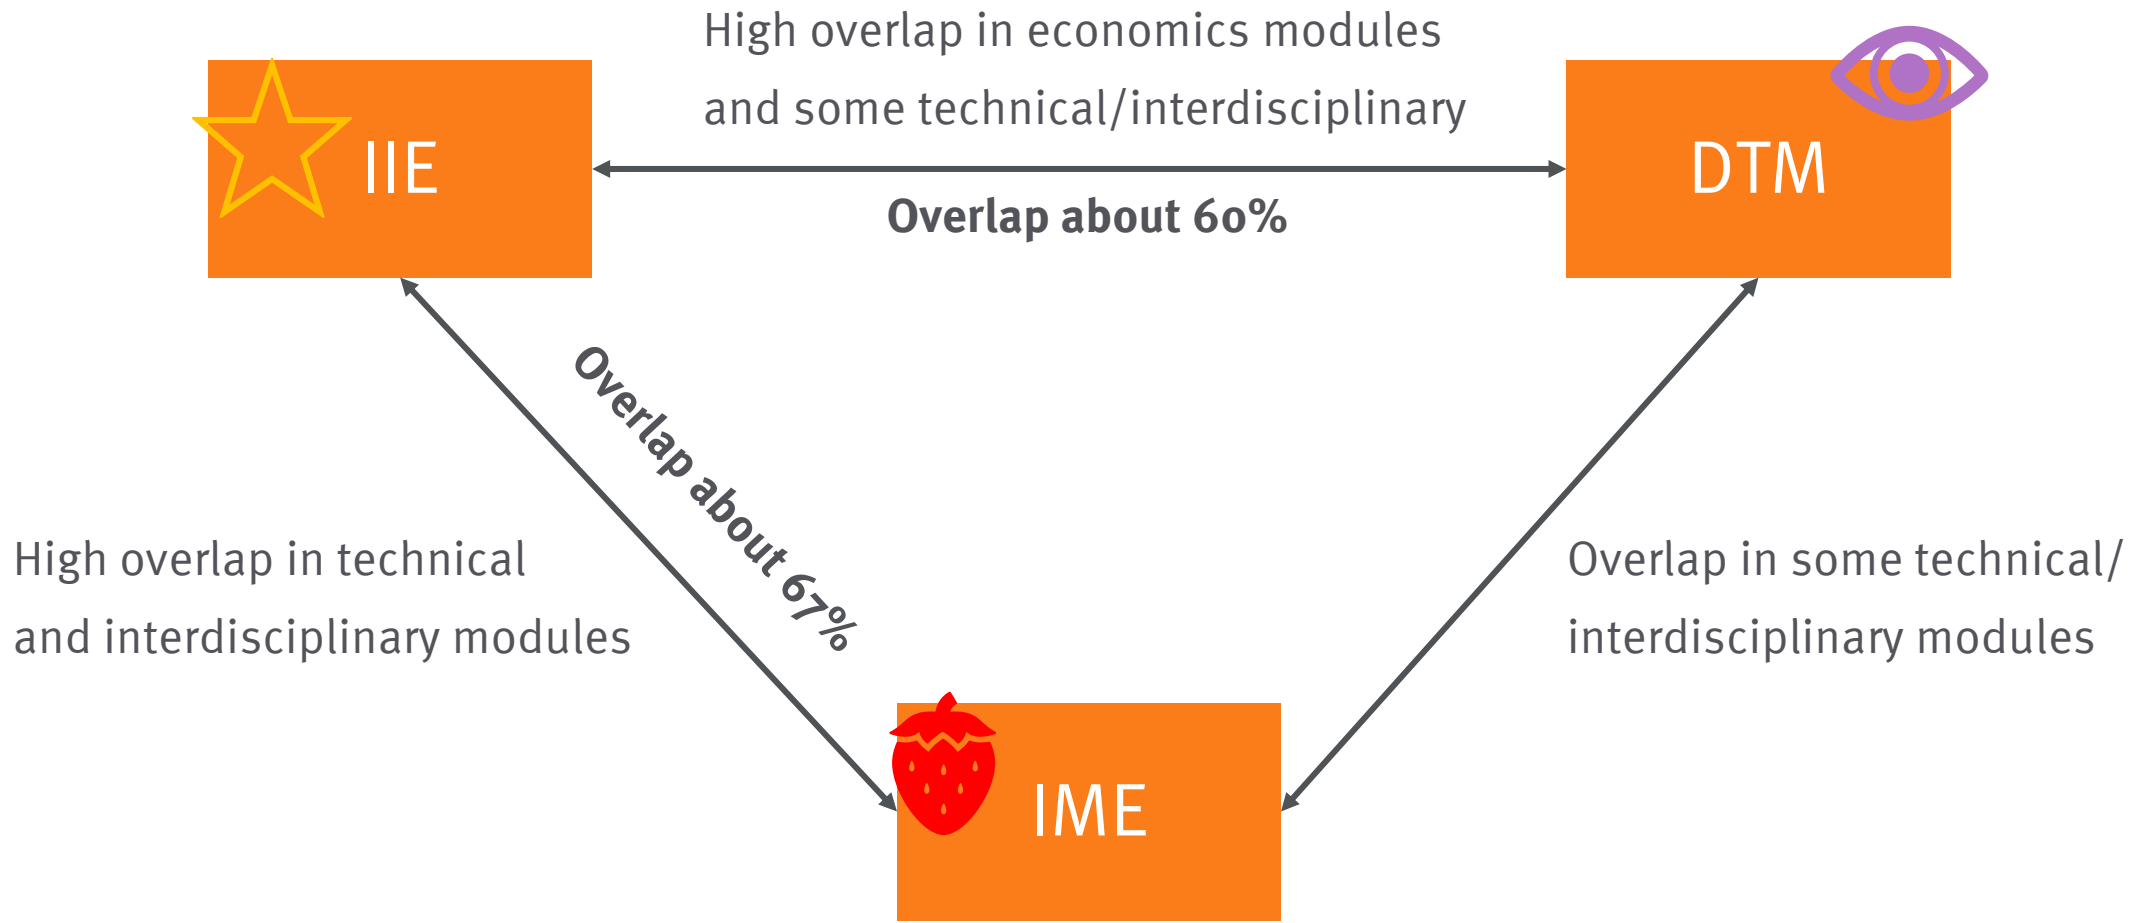 High overlap in economics modules
and some technical/interdisciplinary
IIE
DTM
Overlap about 60%
Overlap about 67%
High overlap in technical
and interdisciplinary modules
Overlap in some technical/
interdisciplinary modules
IME